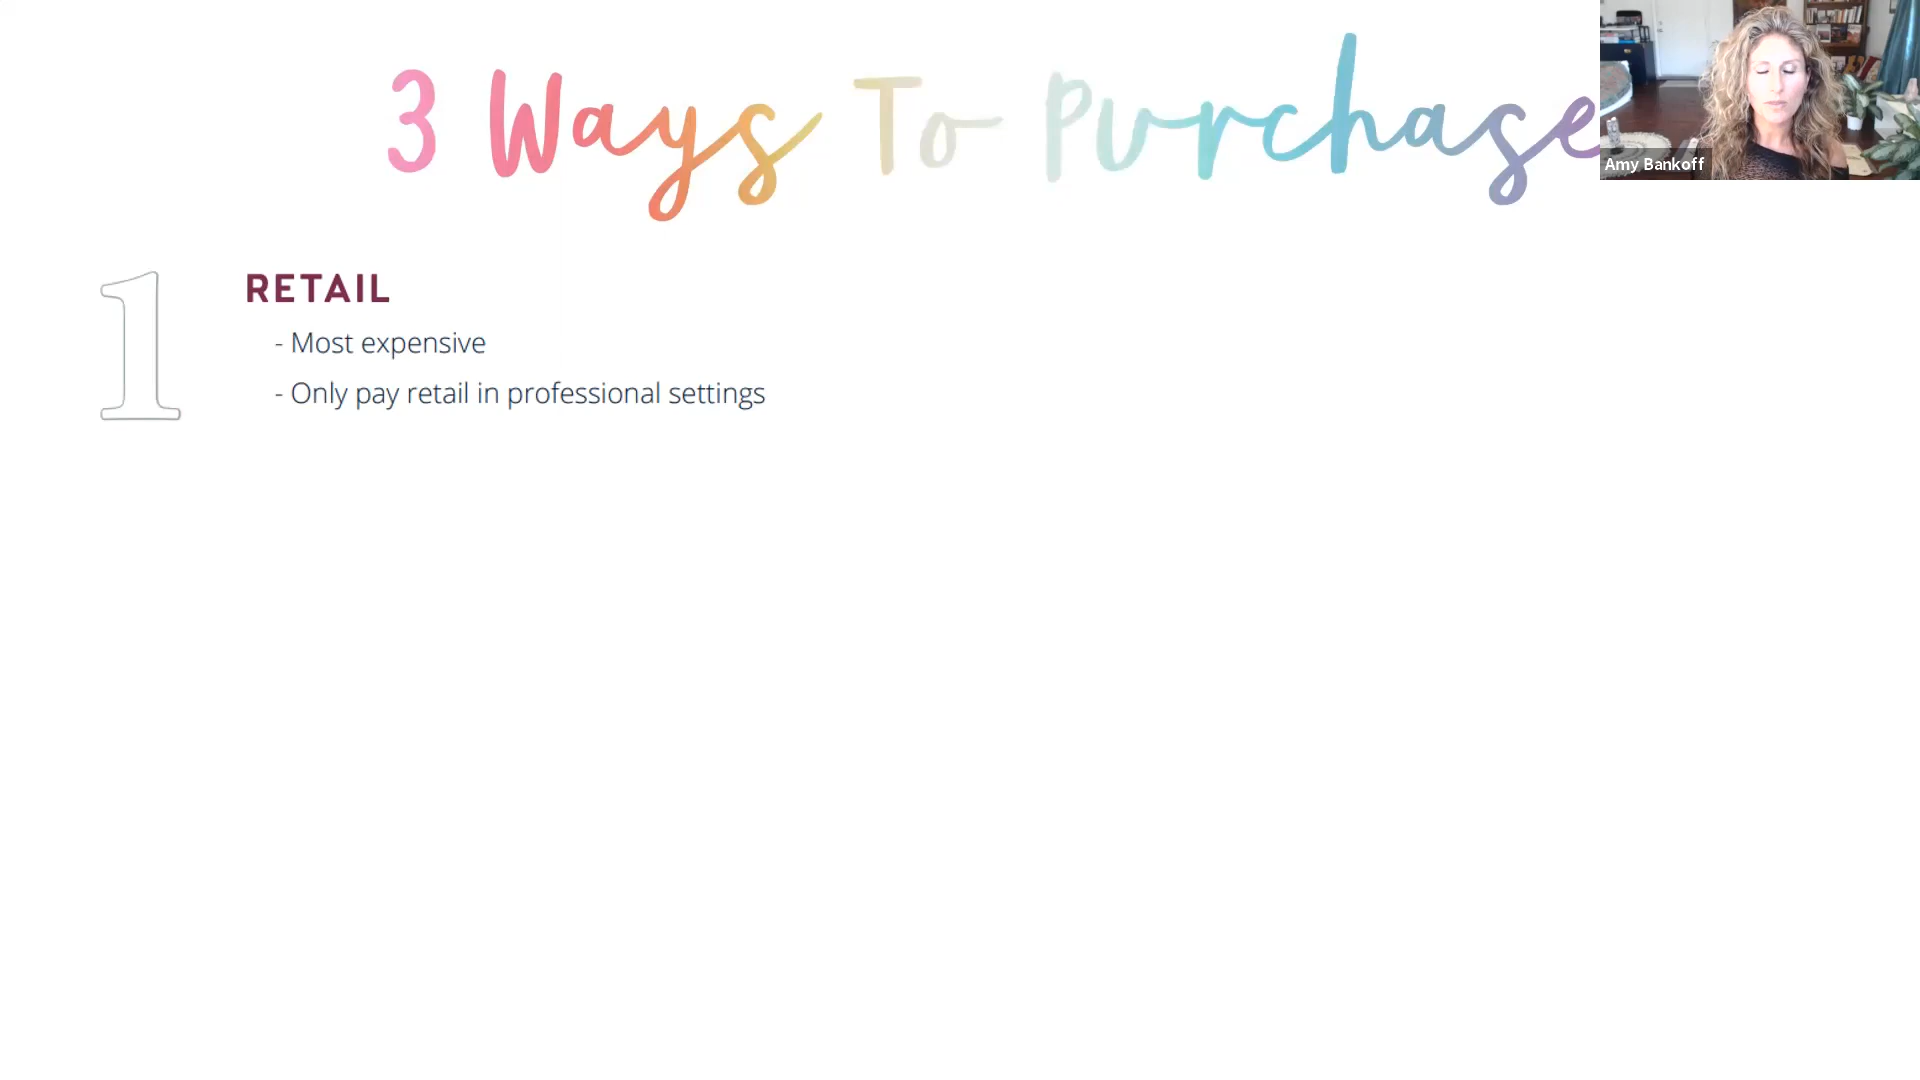 3 Ways To Purchase
Amy Bankoff
1
RETAIL
- Most expensive
- Only pay retail in professional settings